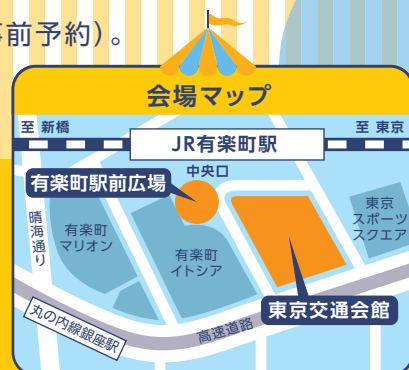 事前予約）。
会場マップ
至 新橋
至 東京
JR有楽町駅
中央口
有楽町駅前広場
晴海通り
有楽町
マリオン
有楽町
イトシア
東京
スポーツ
スクエア
東京交通会館
丸の内線銀座駅
高速道路